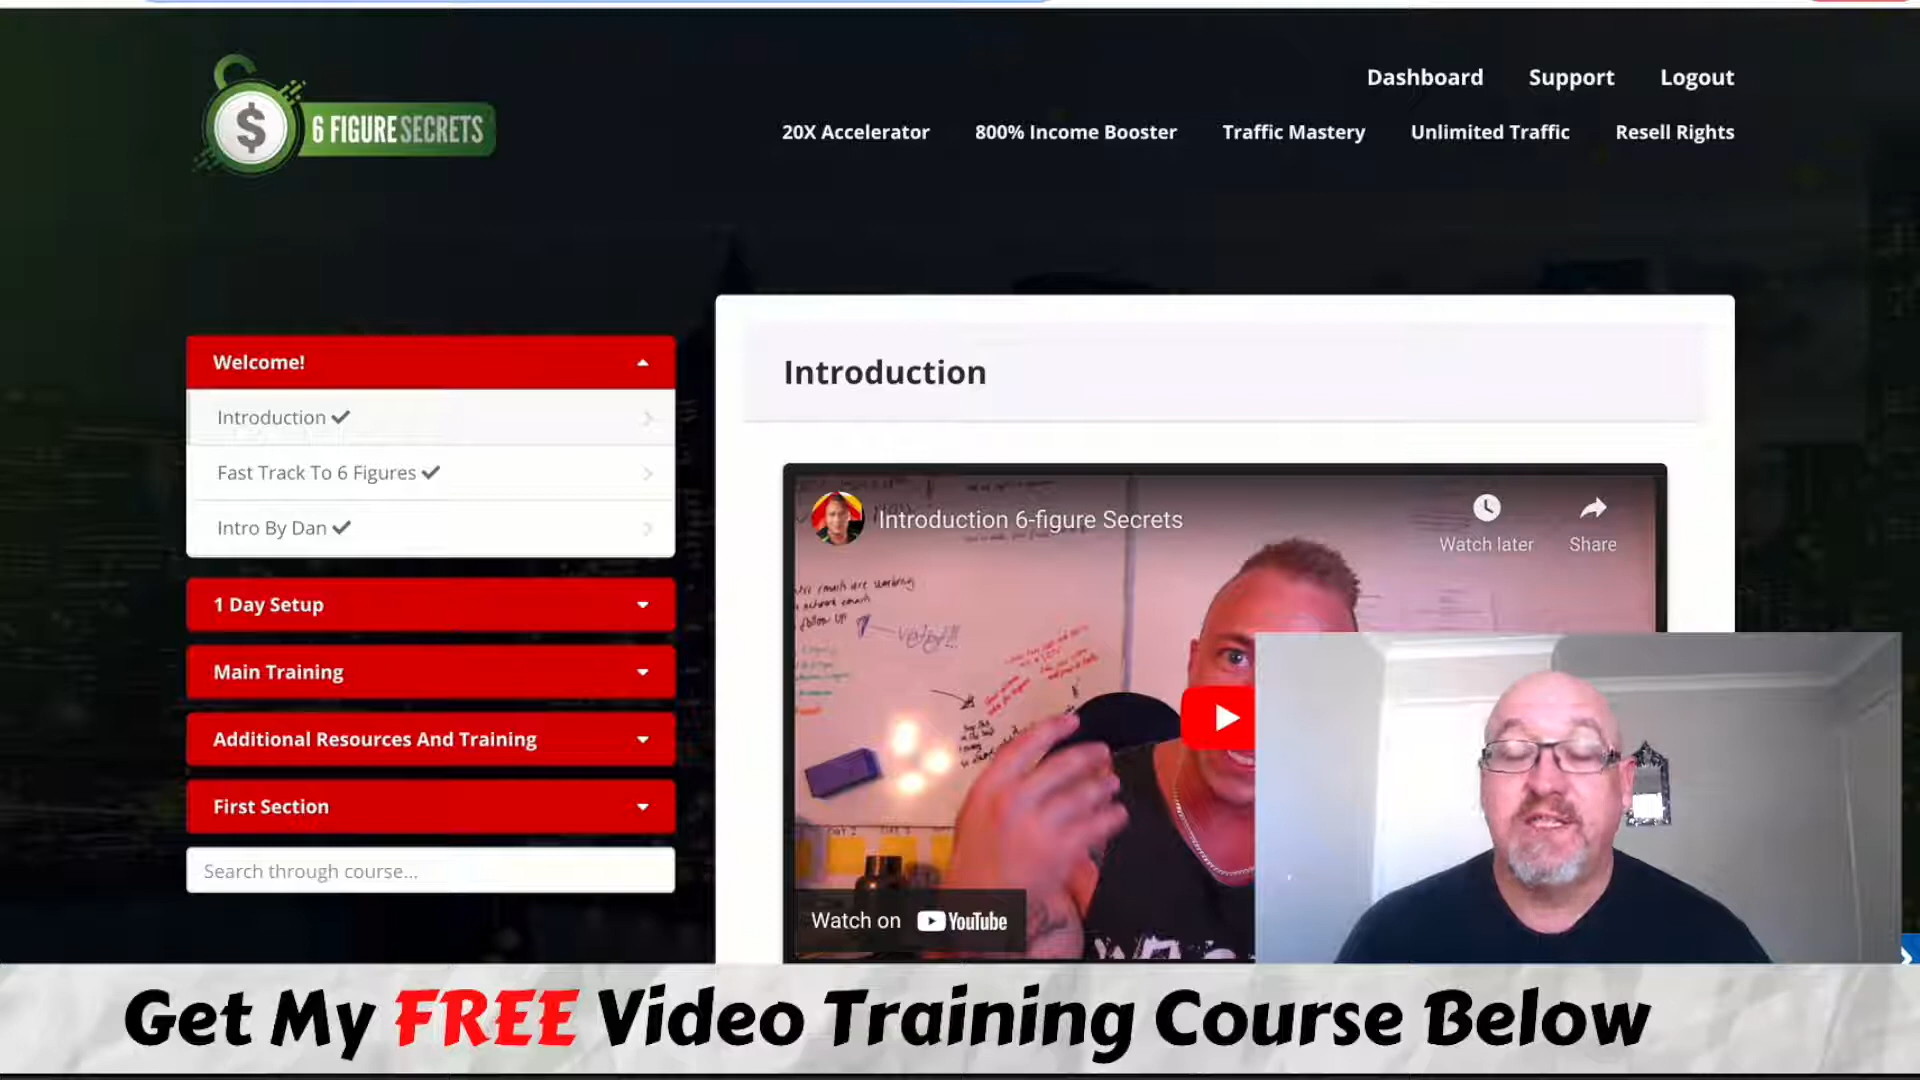 Dashboard Support Logout
$ 6 FIGURE SECRETS
20X Accelerator 800% Income Booster Traffic Mastery Unlimited Traffic Resell Rights
Welcome!
Introduction
Fast Track To 6 Figures
Intro By Dan
1 Day Setup
Main Training
Additional Resources And Training
First Section
Search through course...
Introduction
Introduction 6-figure Secrets
Watch later
Share
follow up
Watch on YouTube
Get My FREE Video Training Course Below